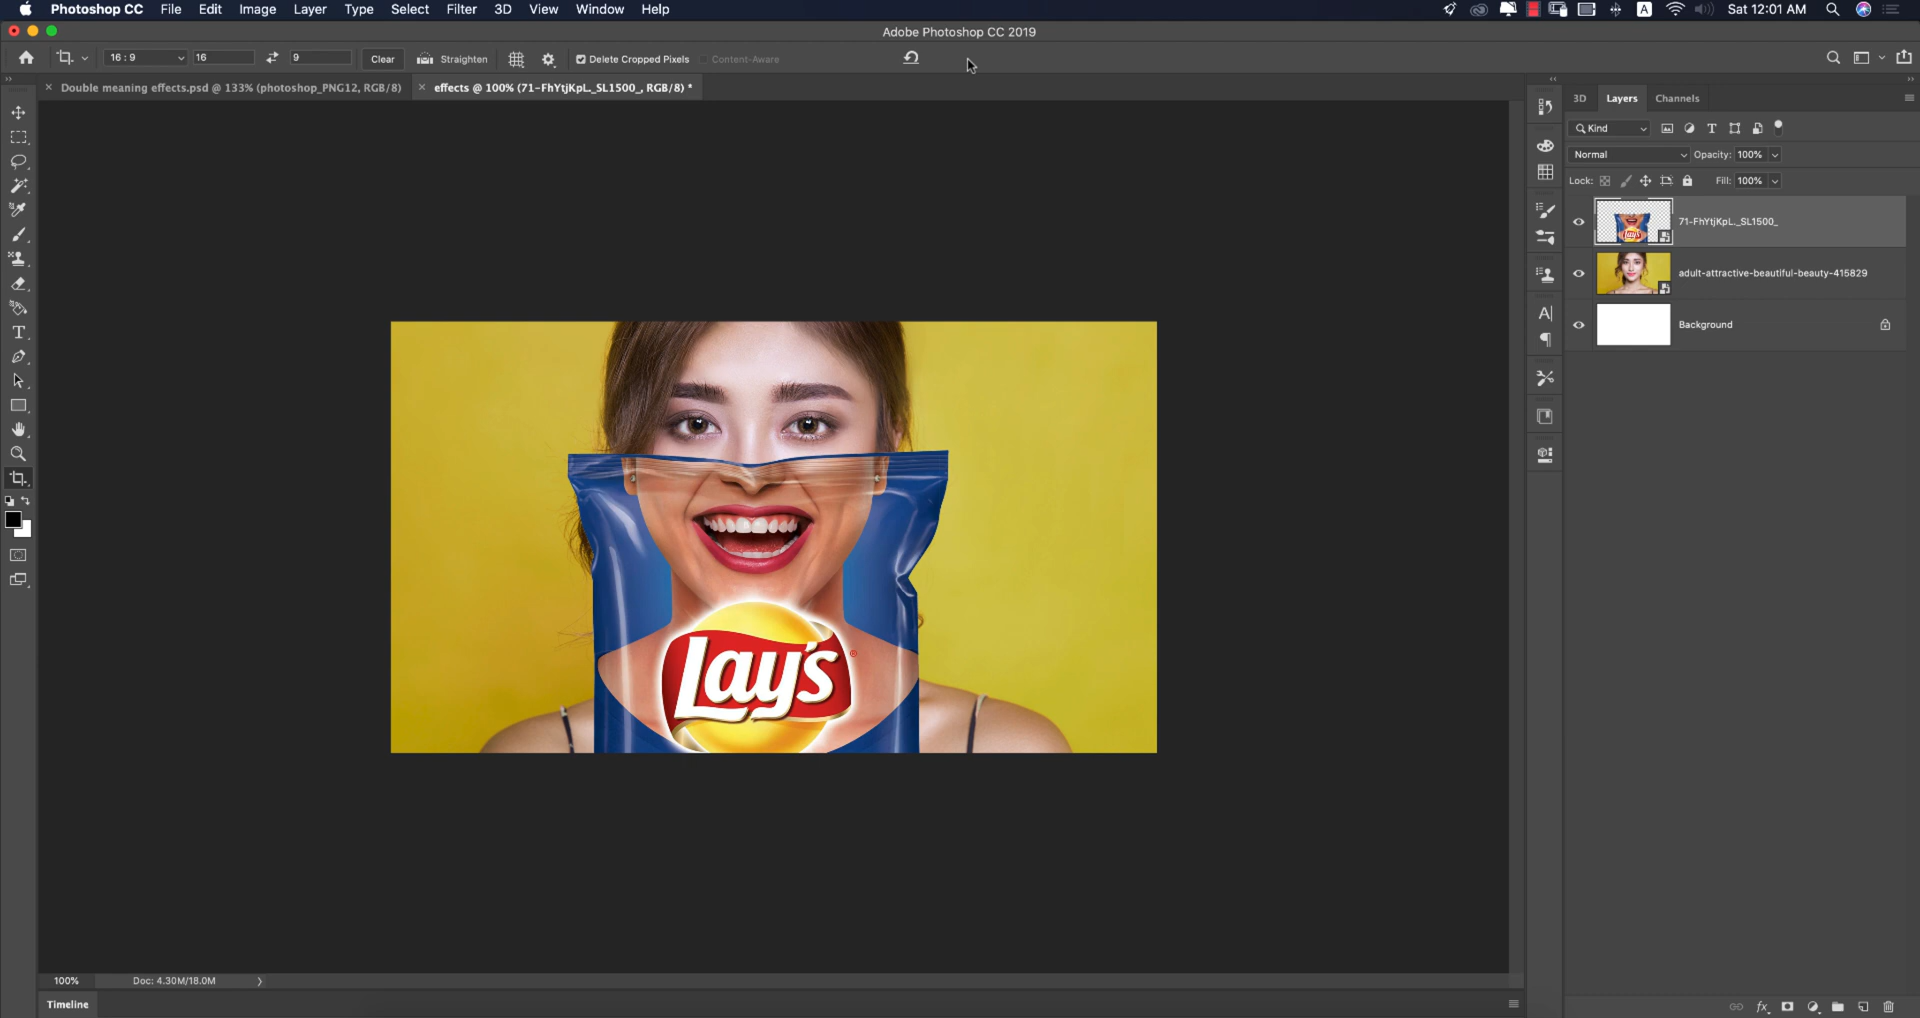 Photoshop CC File Edit Image Layer Type Select Filter 3D View Window Help A Sat 12:01 AM
Adobe Photoshop CC 2019
16 : 9 16 9 Clear Straighten Delete Cropped Pixels Content-Aware
Double meaning effects.psd @ 133% (photoshop_PNG12, RGB/8) effects @ 100% (71-FhYtjKpL._SL1500_, RGB/8) *
3D Layers Channels
Kind
Normal Opacity: 100%
Lock: Fill: 100%
71-FhYtjKpL._SL1500_
adult-attractive-beautiful-beauty-415829
Background
Lay's®
100% Doc: 4.30M/18.0M
Timeline